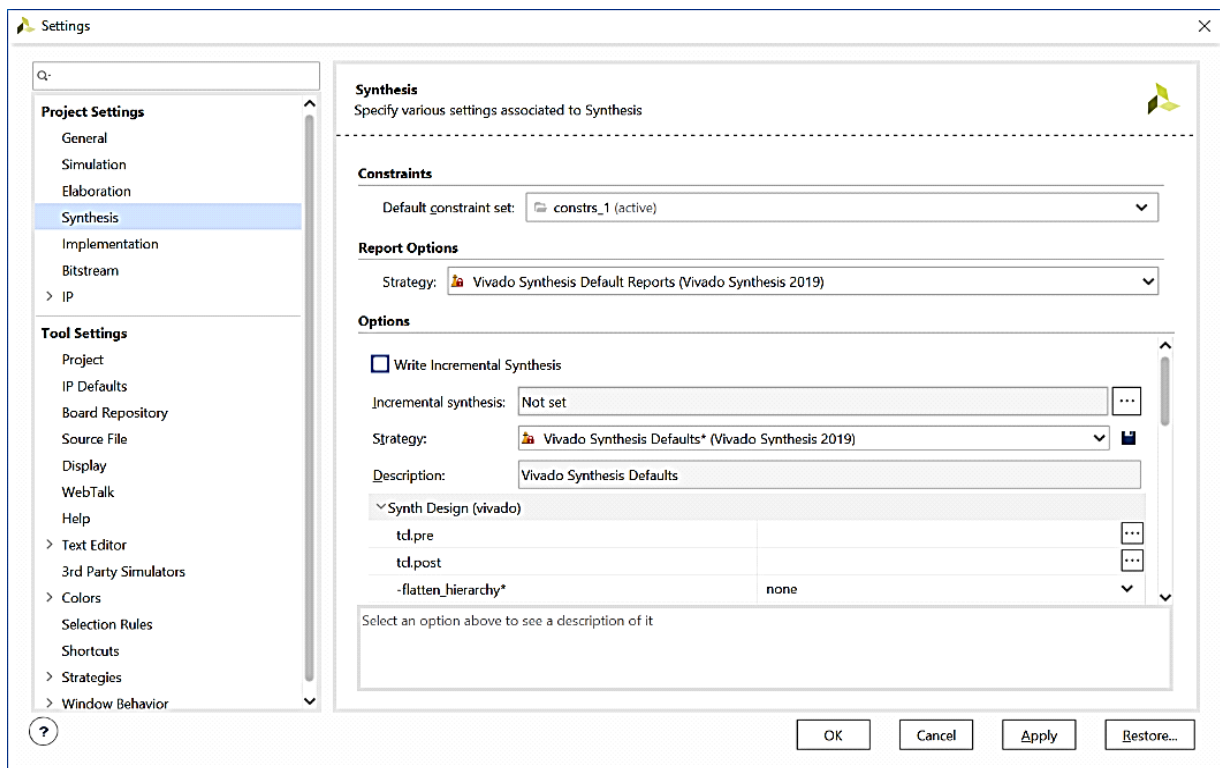 Settings
Project Settings
General
Simulation
Elaboration
Synthesis
Implementation
Bitstream
IP
Tool Settings
Project
IP Defaults
Board Repository
Source File
Display
WebTalk
Help
Text Editor
3rd Party Simulators
Colors
Selection Rules
Shortcuts
Strategies
Window Behavior
Synthesis
Specify various settings associated to Synthesis
Constraints
Default constraint set: constrs_1 (active)
Report Options
Strategy: Vivado Synthesis Default Reports (Vivado Synthesis 2019)
Options
Write Incremental Synthesis
Incremental synthesis: Not set ...
Strategy: Vivado Synthesis Defaults* (Vivado Synthesis 2019)
Description: Vivado Synthesis Defaults
Synth Design (vivado)
tcl.pre ...
tcl.post ...
-flatten_hierarchy* none
Select an option above to see a description of it
? OK Cancel Apply Restore...